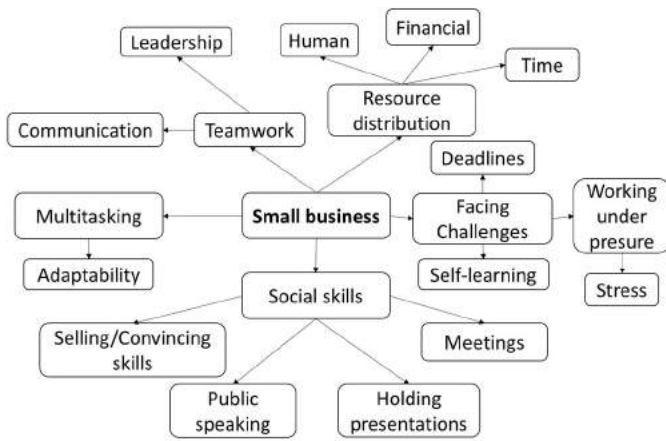 Leadership
Human
Financial
Time
Communication
Teamwork
Resource
distribution
Deadlines
Multitasking
Small business
Facing
Challenges
Working
under
presure
Adaptability
Self-learning
Stress
Social skills
Selling/Convincing
skills
Meetings
Public
speaking
Holding
presentations